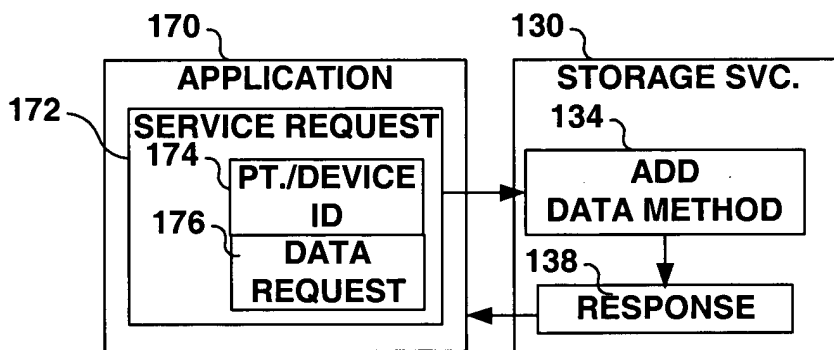 170
130
APPLICATION
STORAGE SVC.
172
SERVICE REQUEST
134
174
PT./DEVICE
ID
ADD
DATA METHOD
176
DATA
REQUEST
138
RESPONSE